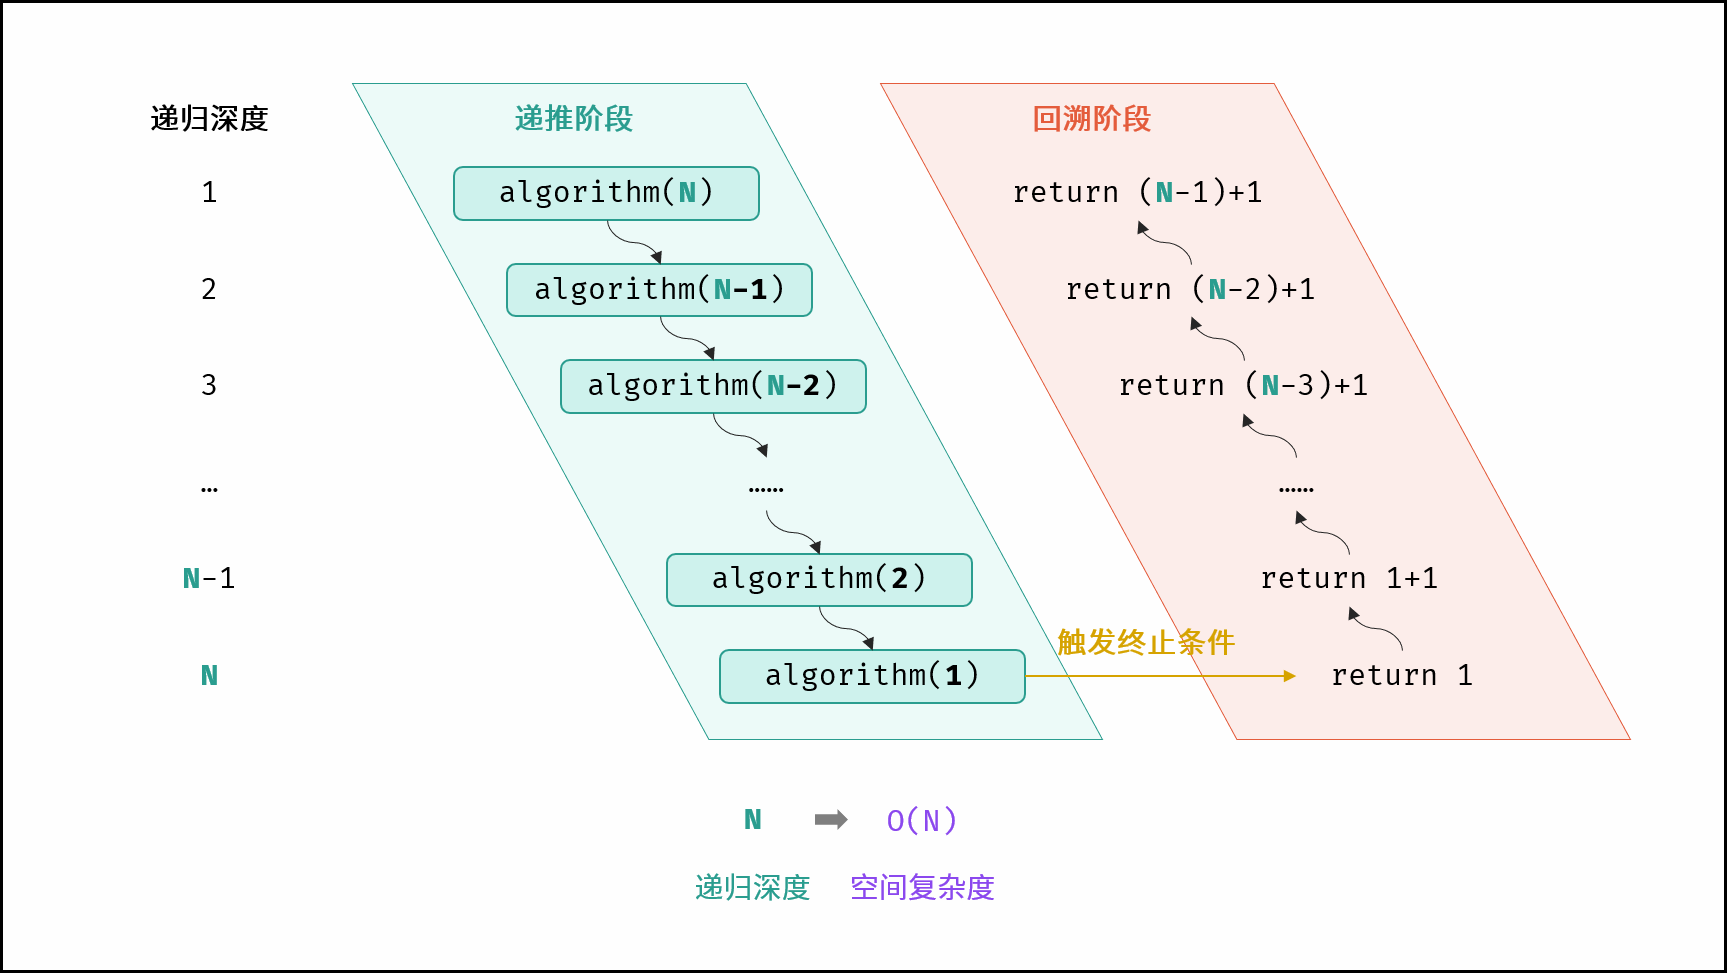 递归深度 递推阶段 回溯阶段
1 algorithm(N) return (N-1)+1
2 algorithm(N-1) return (N-2)+1
3 algorithm(N-2) return (N-3)+1
… …… ……
N-1 algorithm(2) return 1+1
触发终止条件
N algorithm(1) return 1
N O(N)
递归深度 空间复杂度